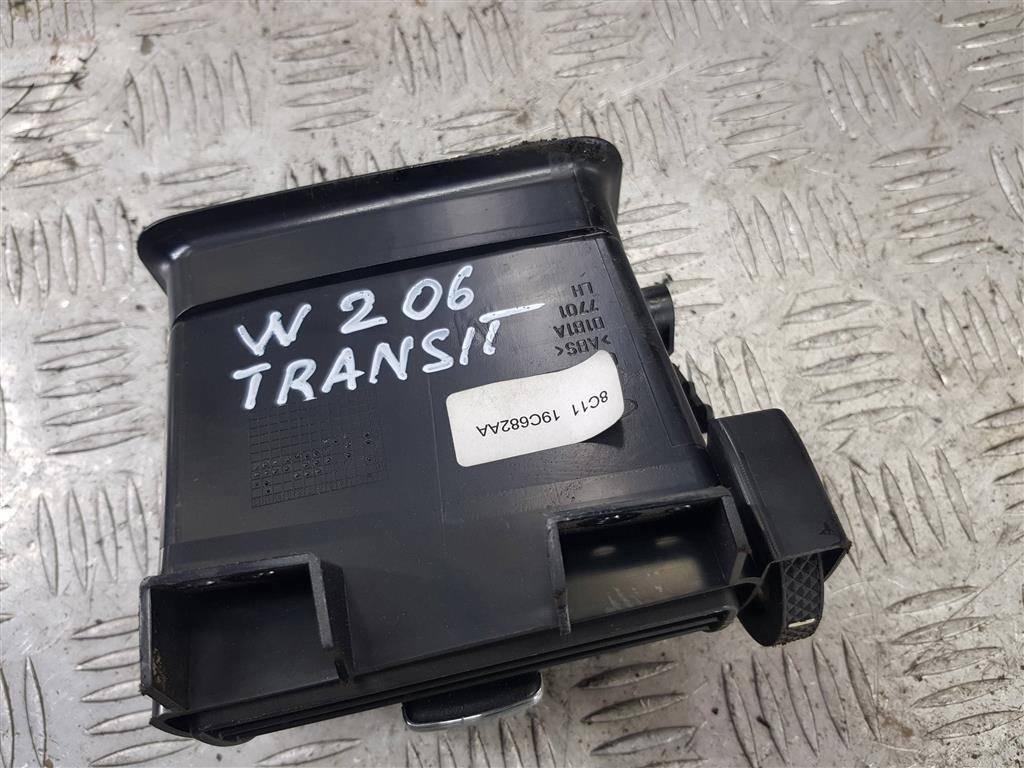 W 206
TRANSIT
LH
7701
D1B1A
>ABS<
8C11 19C682AA